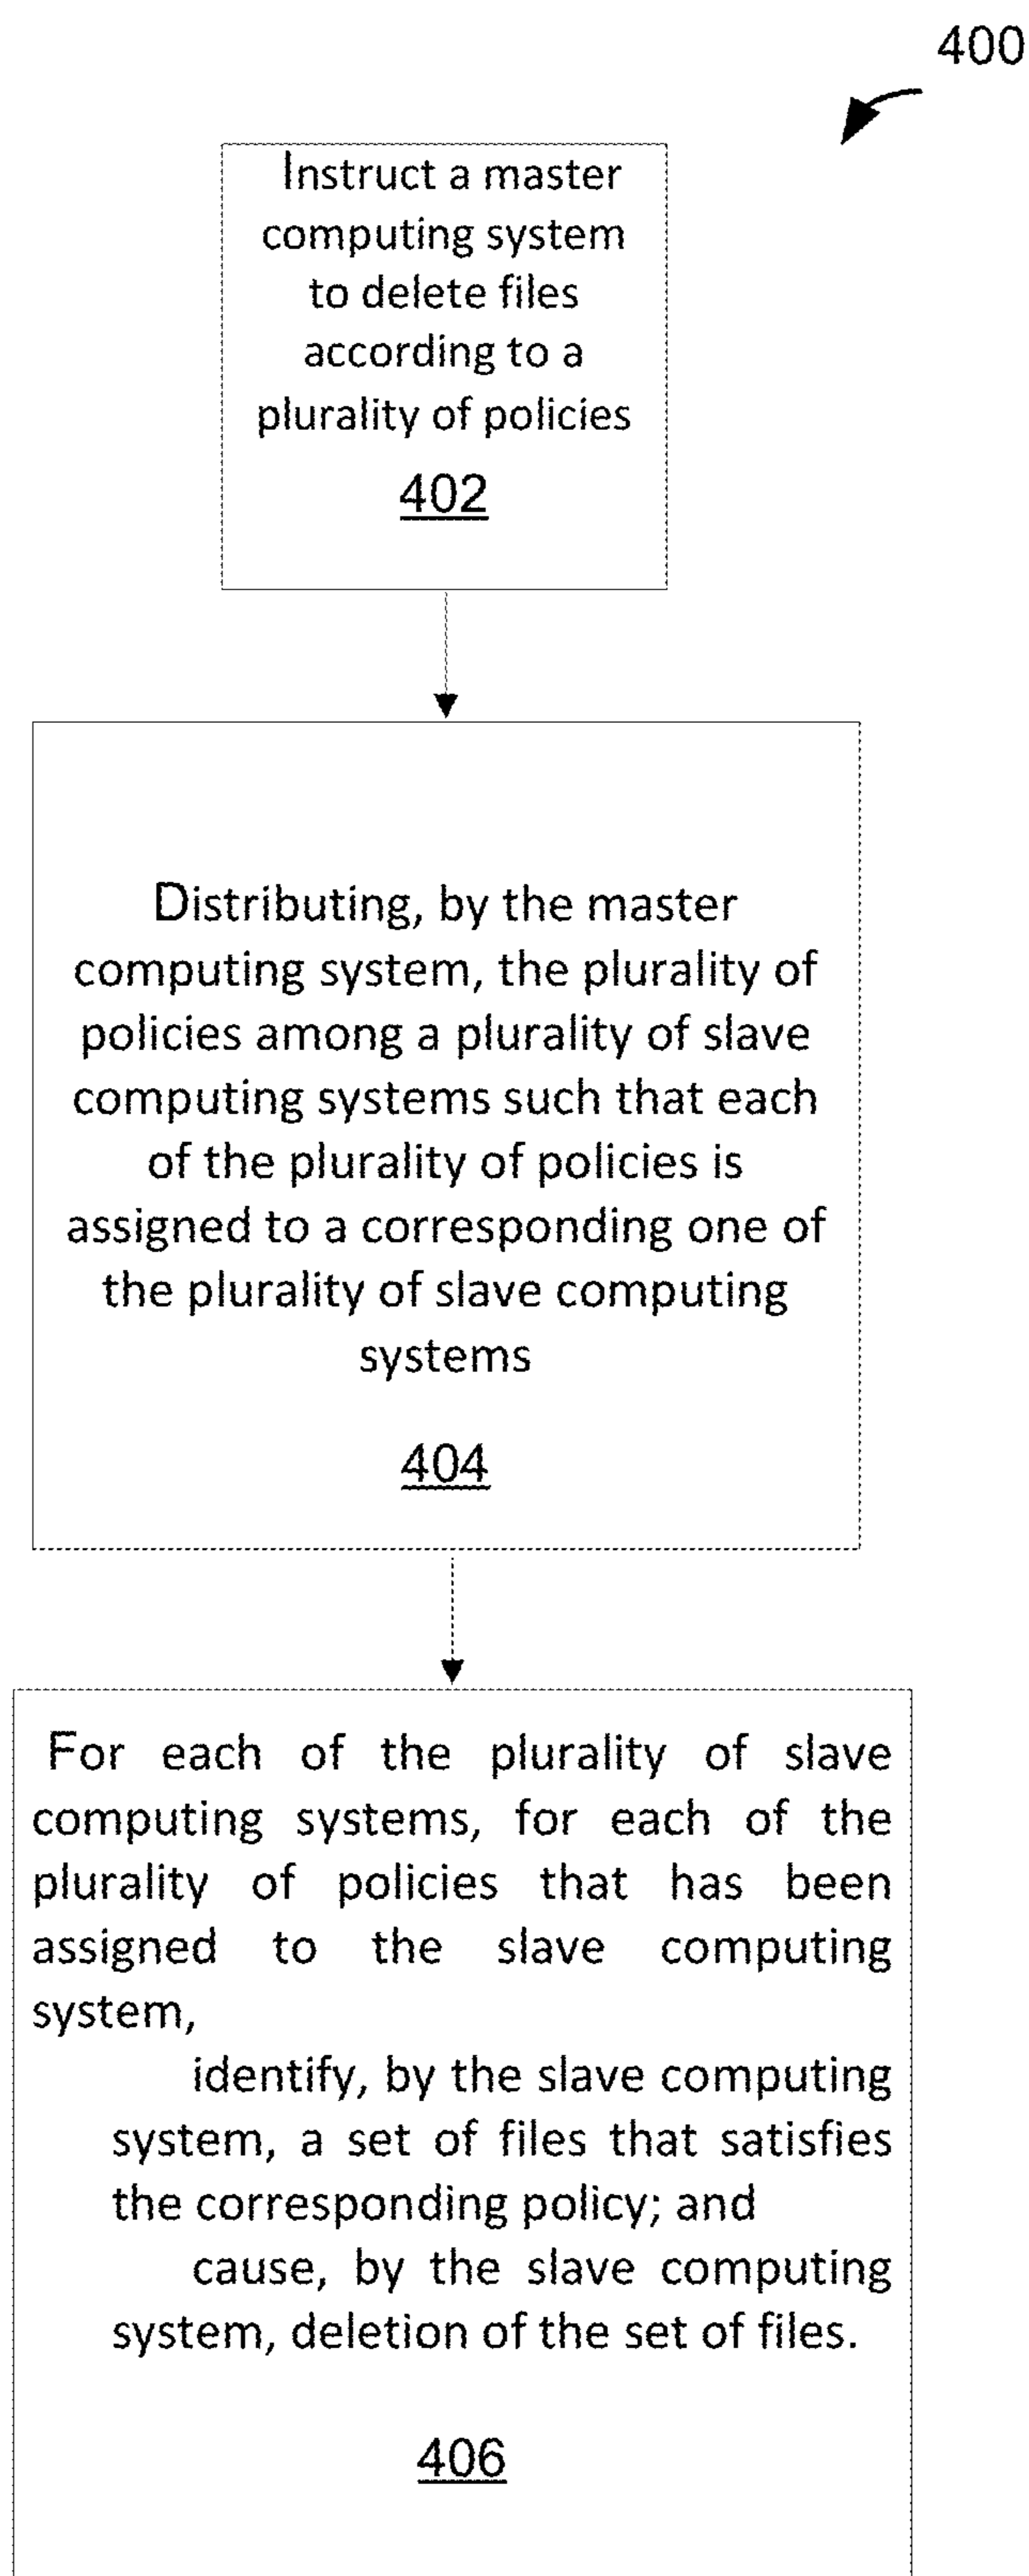 400
Instruct a master
computing system
to delete files
according to a
plurality of policies
402
Distributing, by the master
computing system, the plurality of
policies among a plurality of slave
computing systems such that each
of the plurality of policies is
assigned to a corresponding one of
the plurality of slave computing
systems
404
For each of the plurality of slave
computing systems, for each of the
plurality of policies that has been
assigned to the slave computing
system,
identify, by the slave computing
system, a set of files that satisfies
the corresponding policy; and
cause, by the slave computing
system, deletion of the set of files.
406